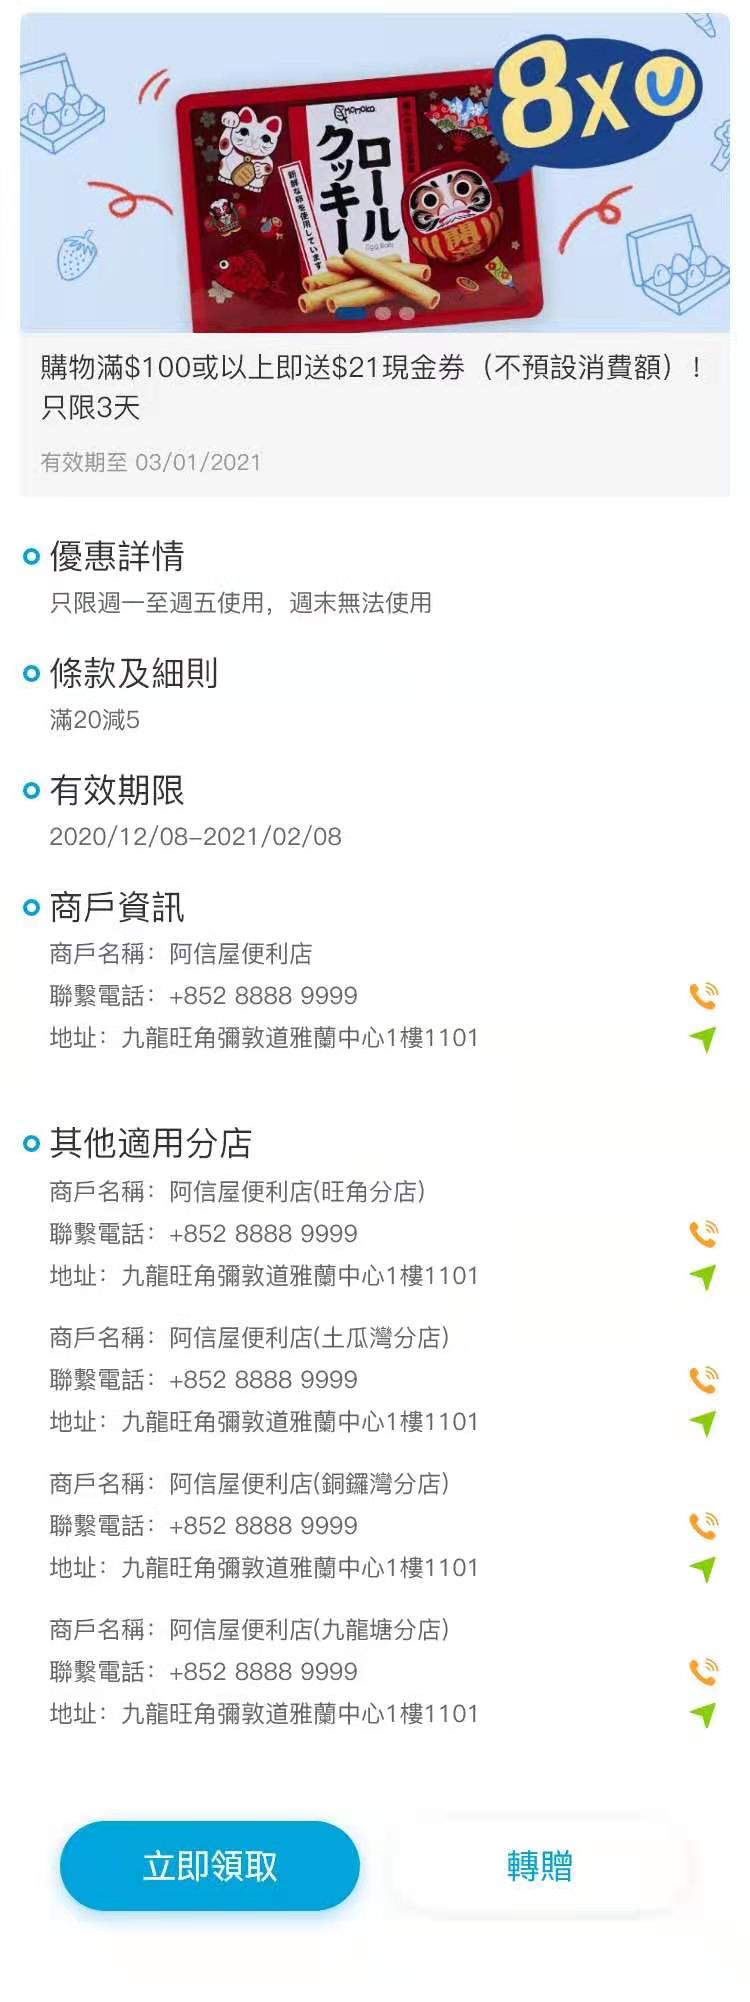 8xU
MOMOKO
ロール
クッキー
新鮮な卵を使用しています
Egg Rolls
開
運
購物滿$100或以上即送$21現金券（不預設消費額）！
只限3天
有效期至 03/01/2021
優惠詳情
只限週一至週五使用，週末無法使用
條款及細則
滿20減5
有效期限
2020/12/08-2021/02/08
商戶資訊
商戶名稱：阿信屋便利店
聯繫電話：+852 8888 9999
地址：九龍旺角彌敦道雅蘭中心1樓1101
其他適用分店
商戶名稱：阿信屋便利店(旺角分店)
聯繫電話：+852 8888 9999
地址：九龍旺角彌敦道雅蘭中心1樓1101
商戶名稱：阿信屋便利店(土瓜灣分店)
聯繫電話：+852 8888 9999
地址：九龍旺角彌敦道雅蘭中心1樓1101
商戶名稱：阿信屋便利店(銅鑼灣分店)
聯繫電話：+852 8888 9999
地址：九龍旺角彌敦道雅蘭中心1樓1101
商戶名稱：阿信屋便利店(九龍塘分店)
聯繫電話：+852 8888 9999
地址：九龍旺角彌敦道雅蘭中心1樓1101
立即領取
轉贈